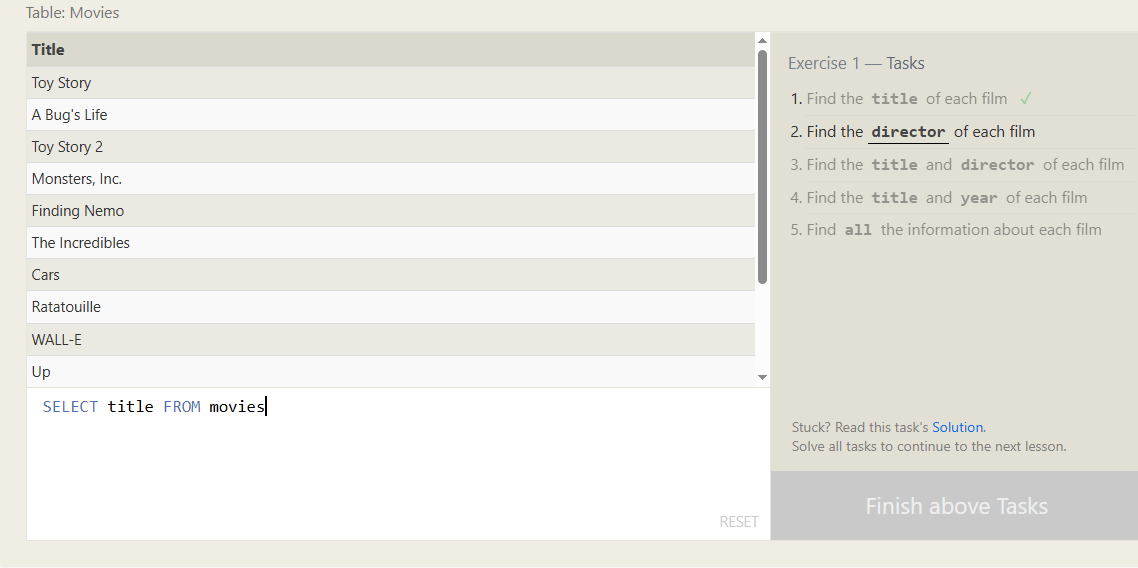 Table: Movies
Title
Toy Story
A Bug's Life
Toy Story 2
Monsters, Inc.
Finding Nemo
The Incredibles
Cars
Ratatouille
WALL-E
Up
SELECT title FROM movies
RESET
Exercise 1 — Tasks
1. Find the title of each film ✓
2. Find the director of each film
3. Find the title and director of each film
4. Find the title and year of each film
5. Find all the information about each film
Stuck? Read this task's Solution.
Solve all tasks to continue to the next lesson.
Finish above Tasks